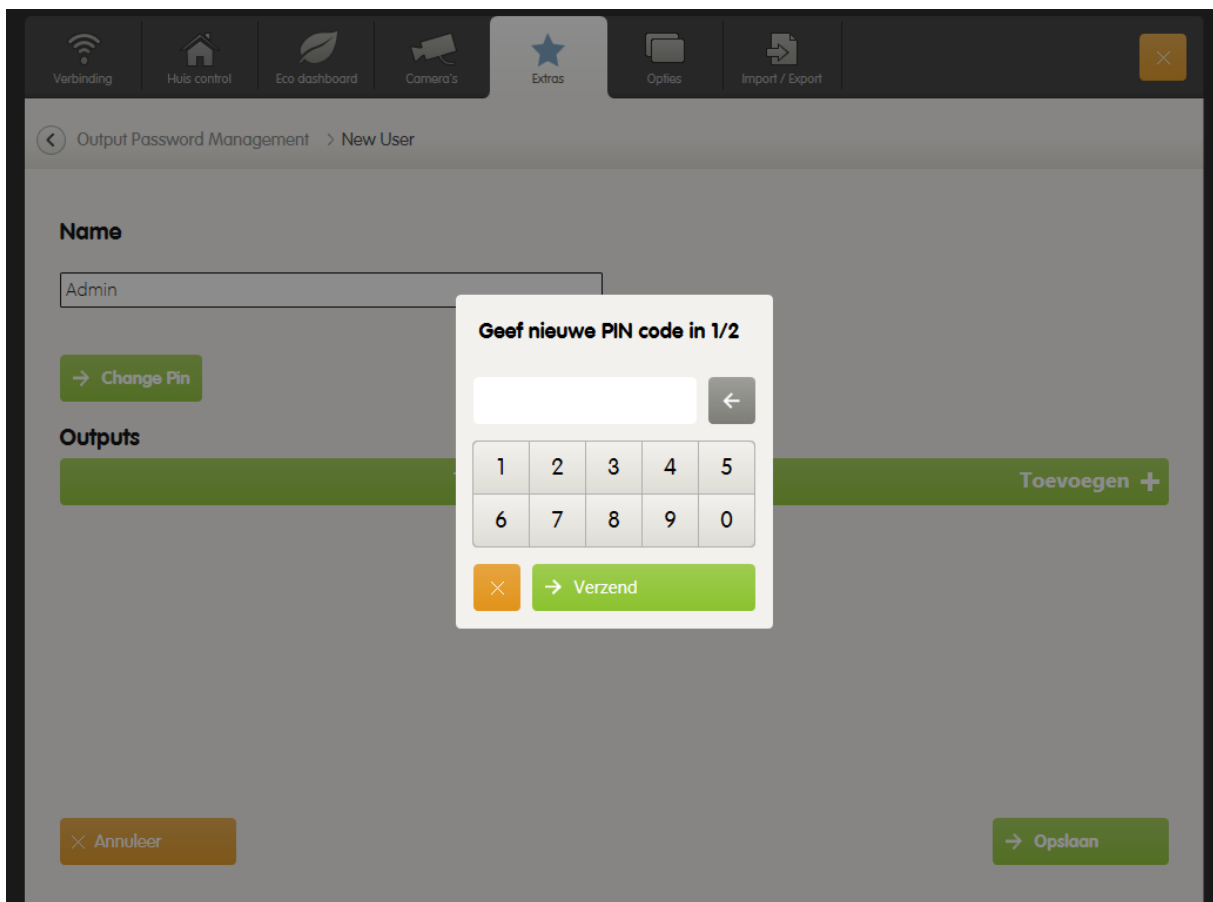 Verbinding
Huis control
Eco dashboard
Camera's
Extras
Opties
Import / Export
Output Password Management > New User
Name
Admin
Change Pin
Outputs
Toevoegen +
Geef nieuwe PIN code in 1/2
1 2 3 4 5
6 7 8 9 0
Verzend
Annuleer
Opslaan